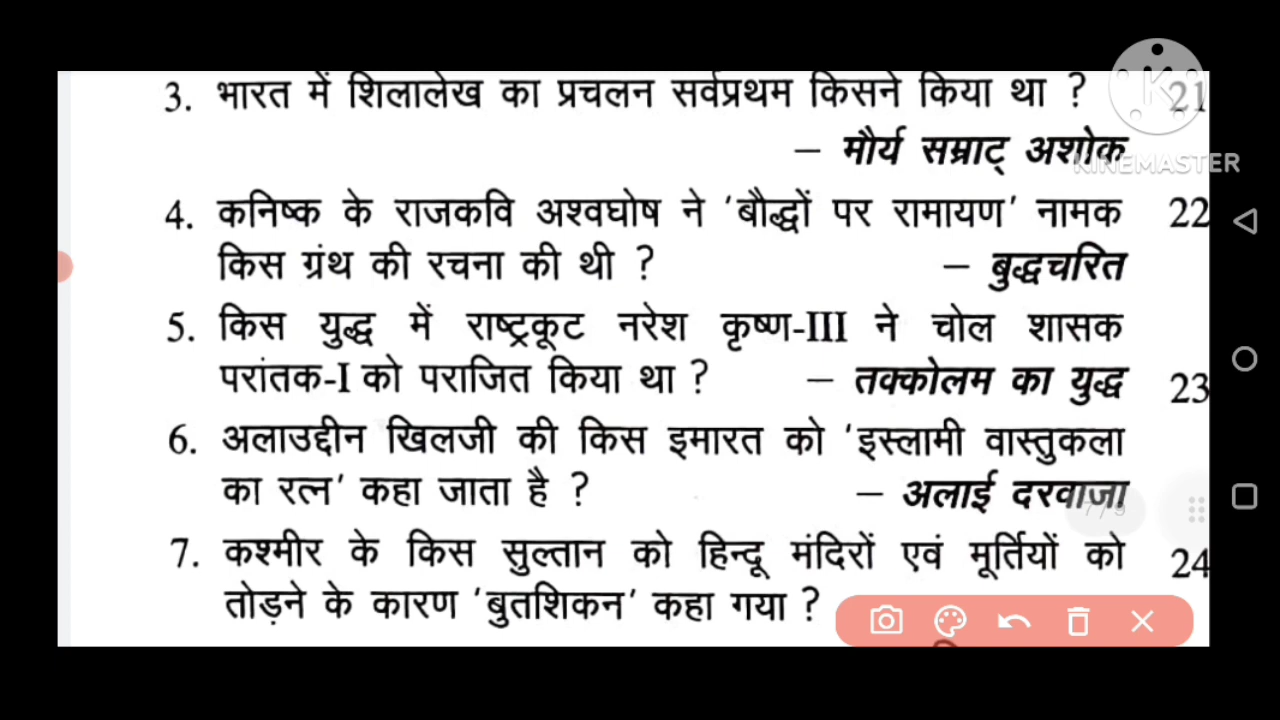 3. भारत में शिलालेख का प्रचलन सर्वप्रथम किसने किया था ? 21
– मौर्य सम्राट् अशोक
KINEMASTER
4. कनिष्क के राजकवि अश्वघोष ने 'बौद्धों पर रामायण' नामक 22
किस ग्रंथ की रचना की थी ? – बुद्धचरित
5. किस युद्ध में राष्ट्रकूट नरेश कृष्ण-III ने चोल शासक
परांतक-I को पराजित किया था ? – तक्कोलम का युद्ध 23
6. अलाउद्दीन खिलजी की किस इमारत को 'इस्लामी वास्तुकला
का रत्न' कहा जाता है ? – अलाई दरवाजा
7 / 9
7. कश्मीर के किस सुल्तान को हिन्दू मंदिरों एवं मूर्तियों को 24
तोड़ने के कारण 'बुतशिकन' कहा गया ?